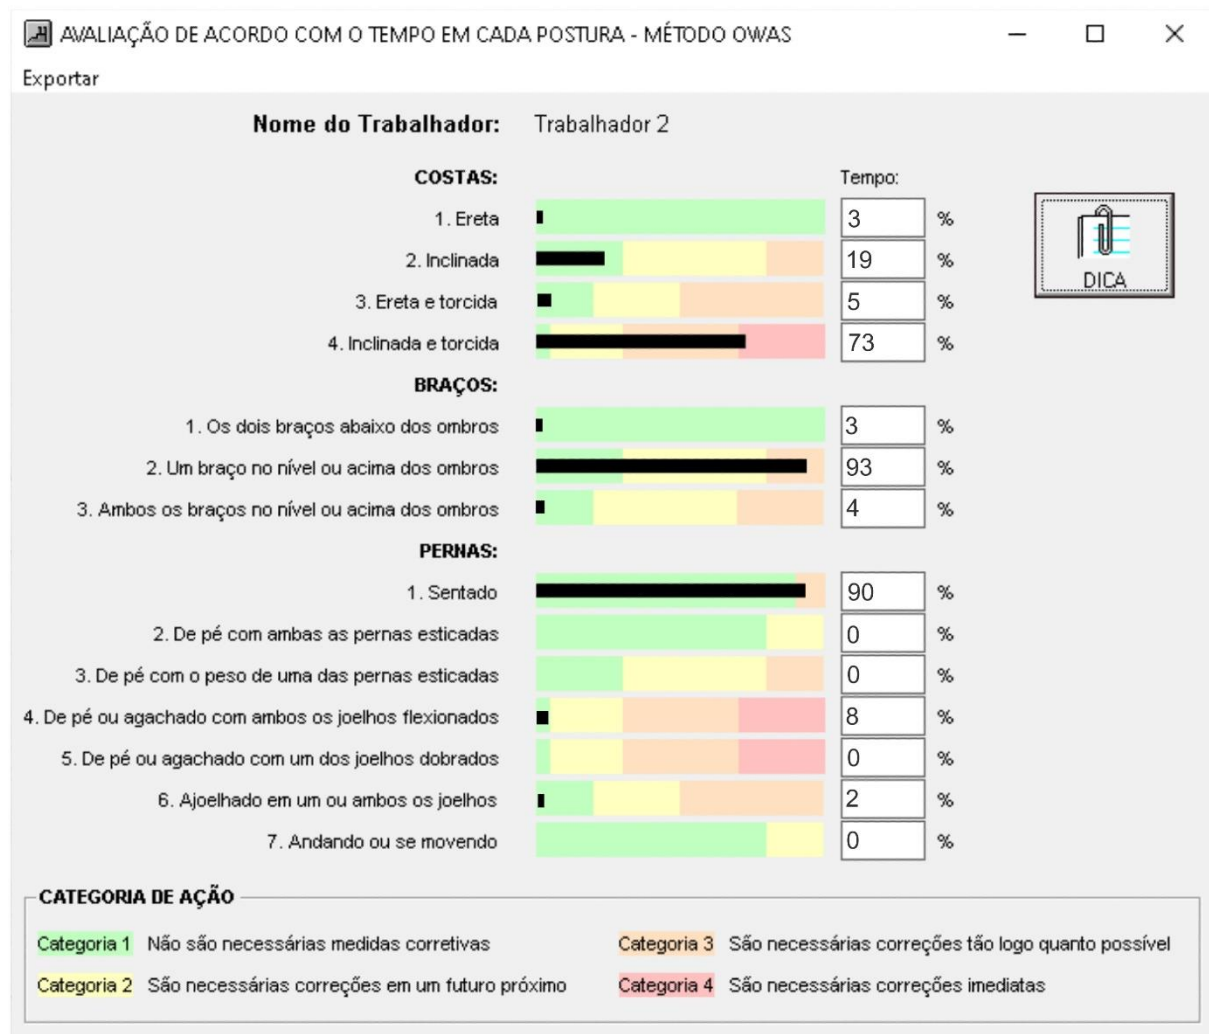 AVALIAÇÃO DE ACORDO COM O TEMPO EM CADA POSTURA - MÉTODO OWAS
Exportar
Nome do Trabalhador: Trabalhador 2
COSTAS: Tempo:
1. Ereta 3 %
2. Inclinada 19 %
3. Ereta e torcida 5 %
4. Inclinada e torcida 73 %
DICA
BRAÇOS:
1. Os dois braços abaixo dos ombros 3 %
2. Um braço no nível ou acima dos ombros 93 %
3. Ambos os braços no nível ou acima dos ombros 4 %
PERNAS:
1. Sentado 90 %
2. De pé com ambas as pernas esticadas 0 %
3. De pé com o peso de uma das pernas esticadas 0 %
4. De pé ou agachado com ambos os joelhos flexionados 8 %
5. De pé ou agachado com um dos joelhos dobrados 0 %
6. Ajoelhado em um ou ambos os joelhos 2 %
7. Andando ou se movendo 0 %
CATEGORIA DE AÇÃO
Categoria 1 Não são necessárias medidas corretivas Categoria 3 São necessárias correções tão logo quanto possível
Categoria 2 São necessárias correções em um futuro próximo Categoria 4 São necessárias correções imediatas